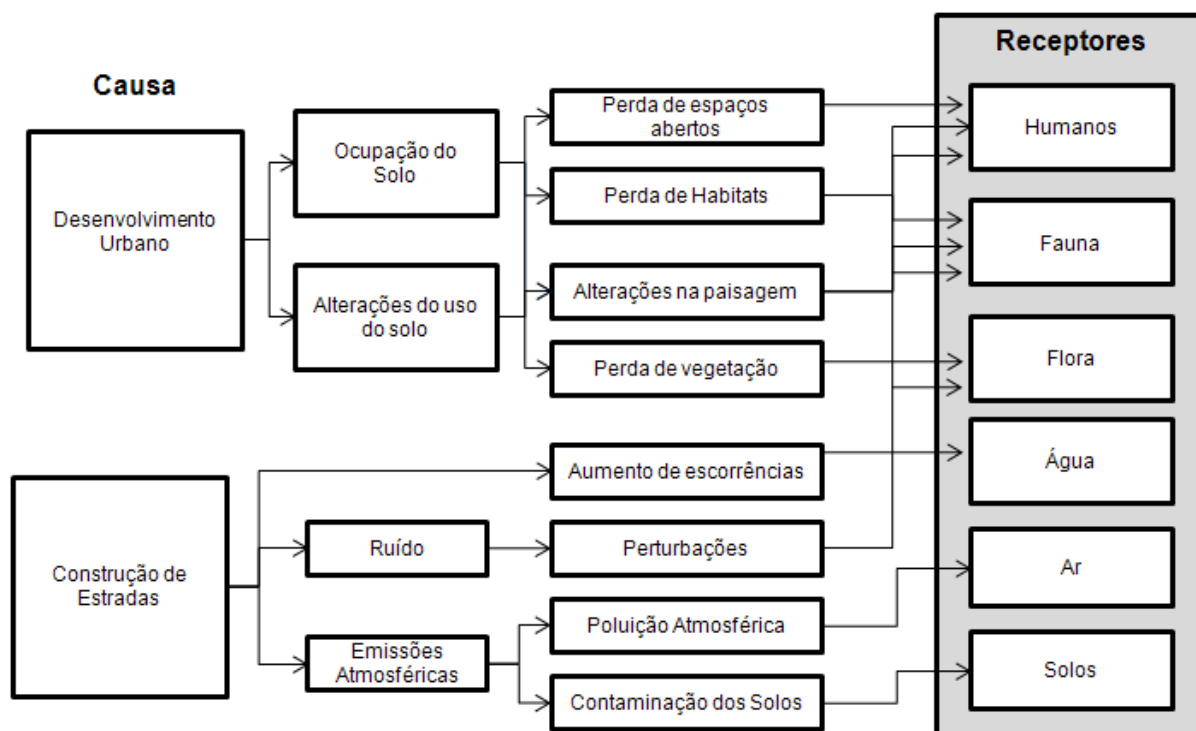 Causa
Desenvolvimento
Urbano
Construção de
Estradas
Ocupação do
Solo
Alterações do uso
do solo
Ruído
Emissões
Atmosféricas
Perda de espaços
abertos
Perda de Habitats
Alterações na paisagem
Perda de vegetação
Aumento de escorrências
Perturbações
Poluição Atmosférica
Contaminação dos Solos
Receptores
Humanos
Fauna
Flora
Água
Ar
Solos